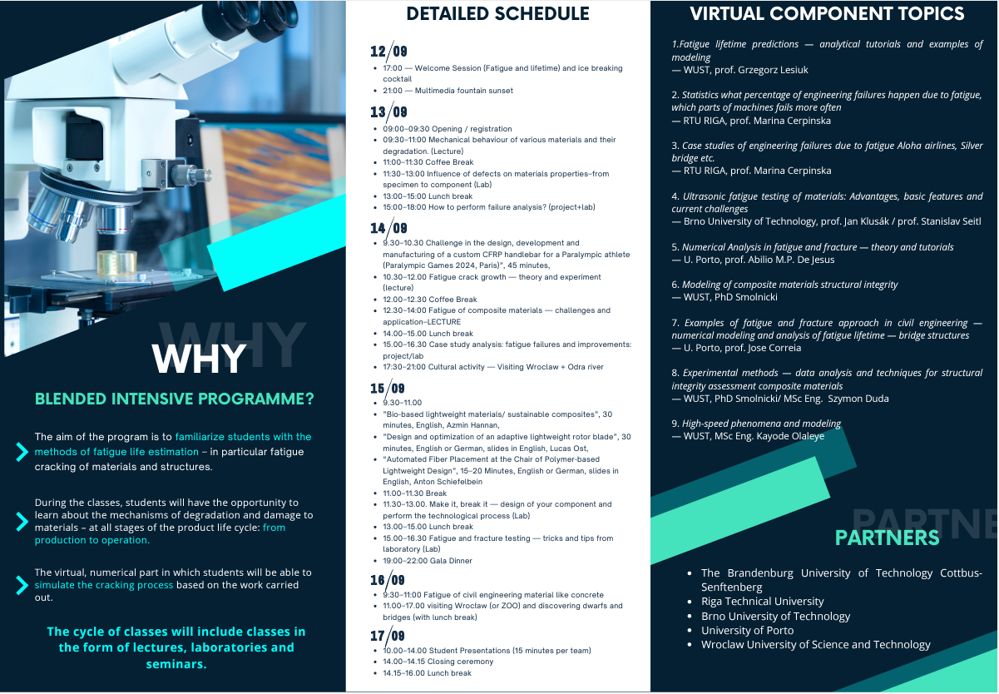 WHY
WHY
BLENDED INTENSIVE PROGRAMME?
The aim of the program is to familiarize students with the
methods of fatigue life estimation – in particular fatigue
cracking of materials and structures.
During the classes, students will have the opportunity to
learn about the mechanisms of degradation and damage to
materials – at all stages of the product life cycle: from
production to operation.
The virtual, numerical part in which students will be able to
simulate the cracking process based on the work carried
out.
The cycle of classes will include classes in
the form of lectures, laboratories and
seminars.
DETAILED SCHEDULE
12/09
• 17:00 — Welcome Session (Fatigue and lifetime) and ice breaking
cocktail
• 21:00 — Multimedia fountain sunset
13/09
• 09:00–09:30 Opening / registration
• 09:30–11:00 Mechanical behaviour of various materials and their
degradation. (Lecture)
• 11:00–11:30 Coffee Break
• 11:30–13:00 Influence of defects on materials properties–from
specimen to component (Lab)
• 13:00–15:00 Lunch break
• 15:00–18:00 How to perform failure analysis? (project+lab)
14/09
• 9.30–10.30 Challenge in the design, development and
manufacturing of a custom CFRP handlebar for a Paralympic athlete
(Paralympic Games 2024, Paris)", 45 minutes,
• 10.30–12.00 Fatigue crack growth — theory and experiment
(lecture)
• 12.00–12.30 Coffee Break
• 12.30–14:00 Fatigue of composite materials — challenges and
application–LECTURE
• 14.00–15.00 Lunch break
• 15.00–16.30 Case study analysis: fatigue failures and improvements:
project/lab
• 17:30–21:00 Cultural activity — Visiting Wroclaw + Odra river
15/09
• 9.30–11.00
• "Bio-based lightweight materials/ sustainable composites", 30
minutes, English, Azmin Hannan,
• "Design and optimization of an adaptive lightweight rotor blade", 30
minutes, English or German, slides in English, Lucas Ost,
• "Automated Fiber Placement at the Chair of Polymer-based
Lightweight Design", 15–20 Minutes, English or German, slides in
English, Anton Schiefelbein
• 11.00–11.30 Break
• 11.30–13.00. Make it, break it — design of your component and
perform the technological process (Lab)
• 13.00–15.00 Lunch break
• 15.00–16.30 Fatigue and fracture testing — tricks and tips from
laboratory (Lab)
• 19:00–22:00 Gala Dinner
16/09
• 9:30–11:00 Fatigue of civil engineering material like concrete
• 11.00–17.00 visiting Wrocław (or ZOO) and discovering dwarfs and
bridges (with lunch break)
17/09
• 10.00–14.00 Student Presentations (15 minutes per team)
• 14.00–14.15 Closing ceremony
• 14.15–16.00 Lunch break
VIRTUAL COMPONENT TOPICS
1.Fatigue lifetime predictions — analytical tutorials and examples of
modeling
— WUST, prof. Grzegorz Lesiuk
2. Statistics what percentage of engineering failures happen due to fatigue,
which parts of machines fails more often
— RTU RIGA, prof. Marina Cerpinska
3. Case studies of engineering failures due to fatigue Aloha airlines, Silver
bridge etc.
— RTU RIGA, prof. Marina Cerpinska
4. Ultrasonic fatigue testing of materials: Advantages, basic features and
current challenges
— Brno University of Technology, prof. Jan Klusák / prof. Stanislav Seitl
5. Numerical Analysis in fatigue and fracture — theory and tutorials
— U. Porto, prof. Abilio M.P. De Jesus
6. Modeling of composite materials structural integrity
— WUST, PhD Smolnicki
7. Examples of fatigue and fracture approach in civil engineering —
numerical modeling and analysis of fatigue lifetime — bridge structures
— U. Porto, prof. Jose Correia
8. Experimental methods — data analysis and techniques for structural
integrity assessment composite materials
— WUST, PhD Smolnicki/ MSc Eng. Szymon Duda
9. High-speed phenomena and modeling
— WUST, MSc Eng. Kayode Olaleye
PARTNE
PARTNERS
• The Brandenburg University of Technology Cottbus-
Senftenberg
• Riga Technical University
• Brno University of Technology
• University of Porto
• Wroclaw University of Science and Technology